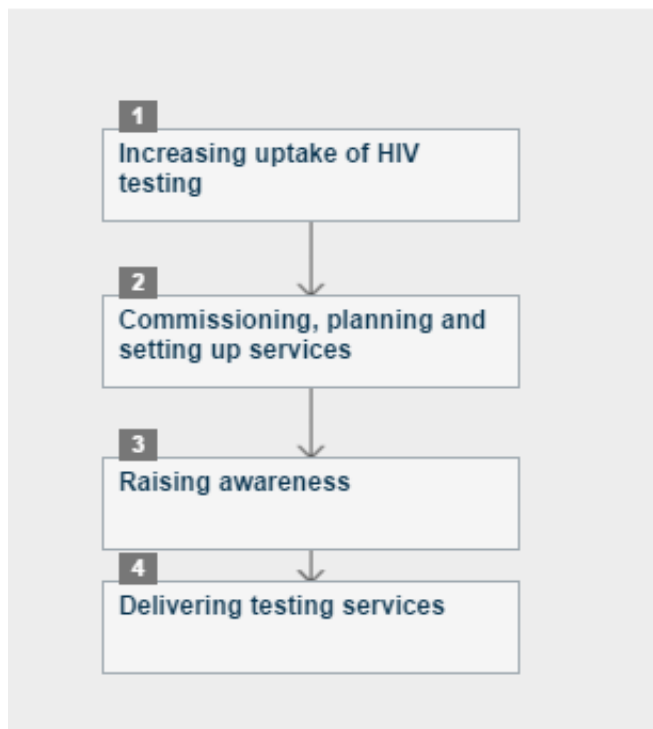 1
Increasing uptake of HIV
testing
2
Commissioning, planning and
setting up services
3
Raising awareness
4
Delivering testing services